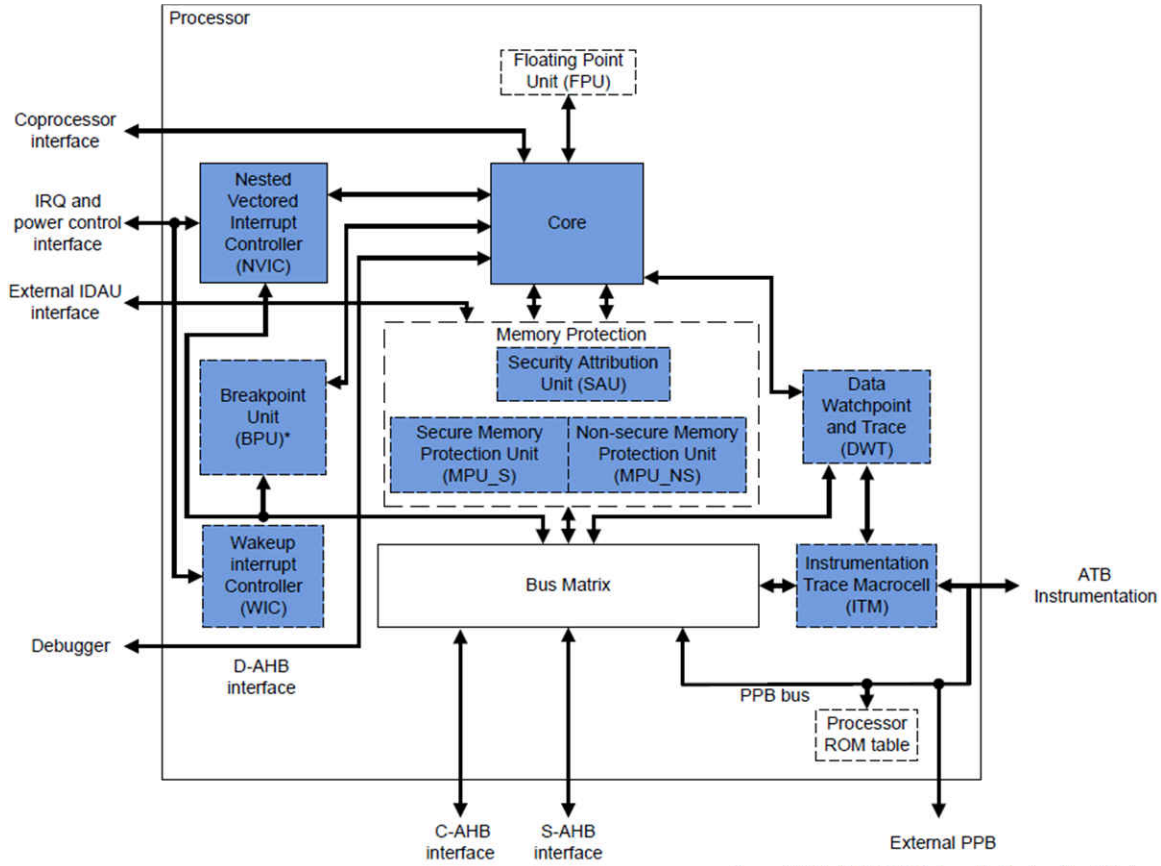 Processor
Floating Point
Unit (FPU)
Coprocessor
interface
Nested
Vectored
Interrupt
Controller
(NVIC)
Core
IRQ and
power control
interface
External IDAU
interface
Memory Protection
Security Attribution
Unit (SAU)
Breakpoint
Unit
(BPU)*
Data
Watchpoint
and Trace
(DWT)
Secure Memory
Protection Unit
(MPU_S)
Non-secure Memory
Protection Unit
(MPU_NS)
Wakeup
interrupt
Controller
(WIC)
Bus Matrix
Instrumentation
Trace Macrocell
(ITM)
ATB
Instrumentation
Debugger
D-AHB
interface
PPB bus
Processor
ROM table
C-AHB
interface
S-AHB
interface
External PPB